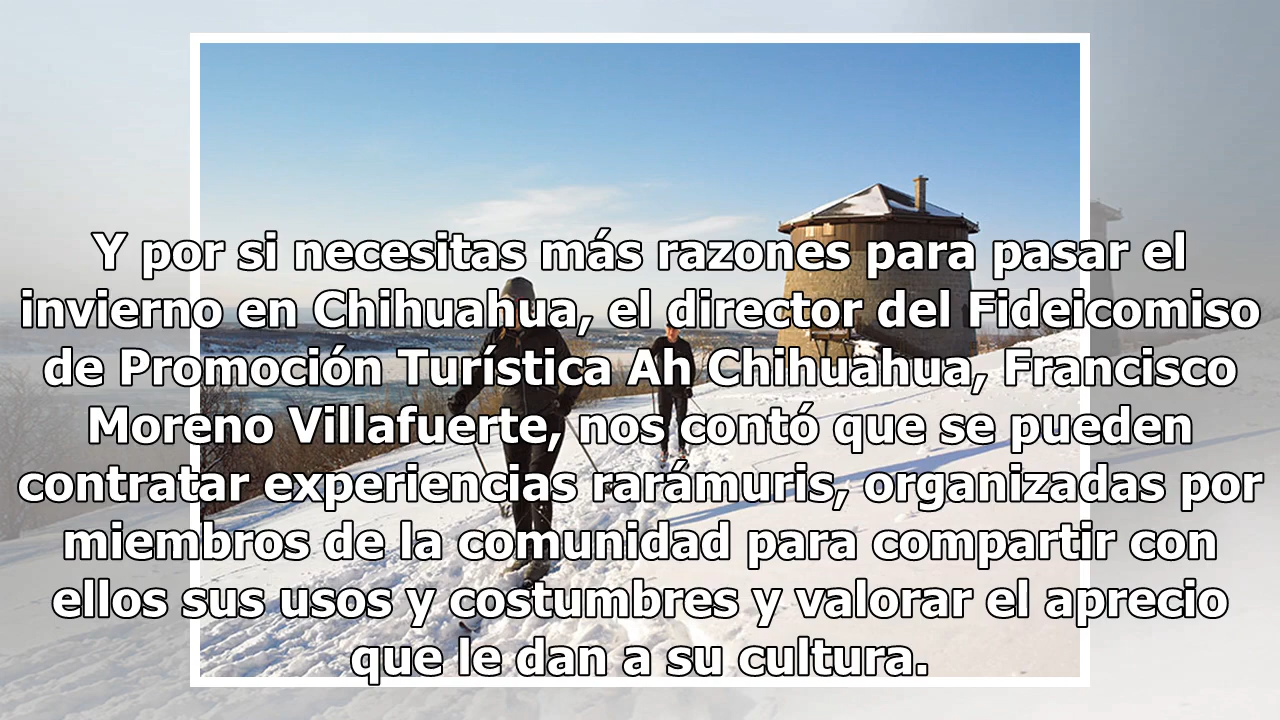 Y por si necesitas más razones para pasar el
invierno en Chihuahua, el director del Fideicomiso
de Promoción Turística Ah Chihuahua, Francisco
Moreno Villafuerte, nos contó que se pueden
contratar experiencias rarámuris, organizadas por
miembros de la comunidad para compartir con
ellos sus usos y costumbres y valorar el aprecio
que le dan a su cultura.